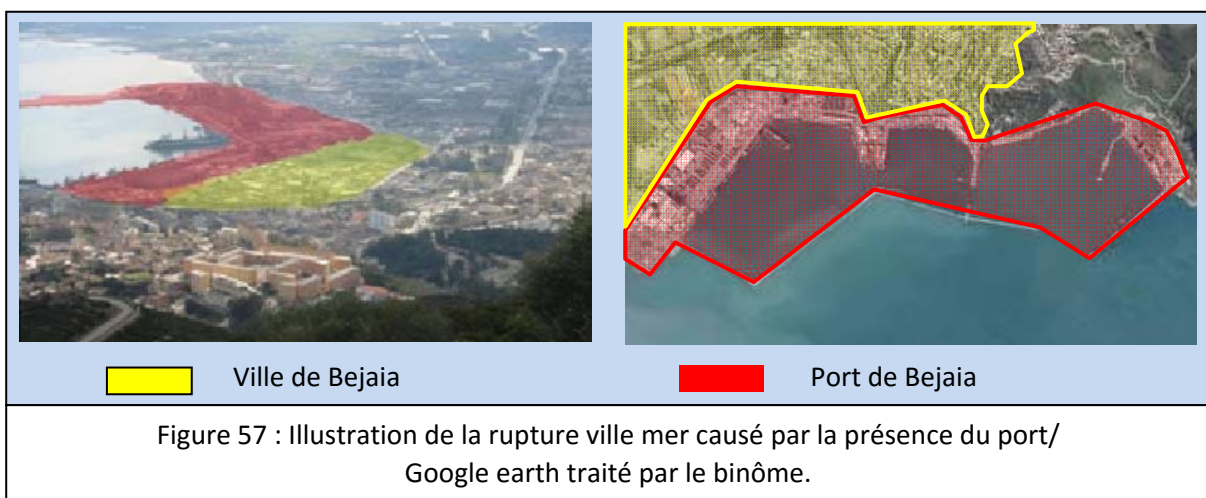 Ville de Bejaia
Port de Bejaia
Figure 57 : Illustration de la rupture ville mer causé par la présence du port/
Google earth traité par le binôme.